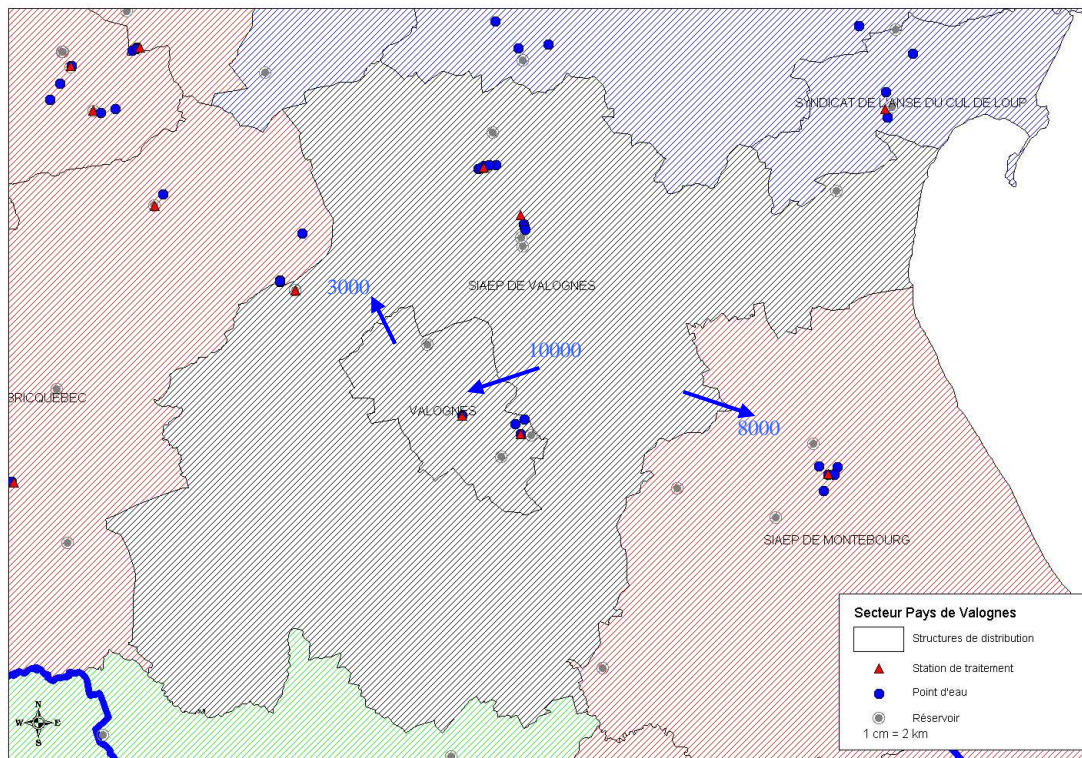 SYNDICAT DE L'ANSE DU CUL DE LOUP
SIAEP DE VALOGNES
3000
10000
BRICQUEBEC
VALOGNES
8000
SIAEP DE MONTEBOURG
Secteur Pays de Valognes
Structures de distribution
Station de traitement
Point d'eau
Réservoir
1 cm = 2 km
N
W E
S